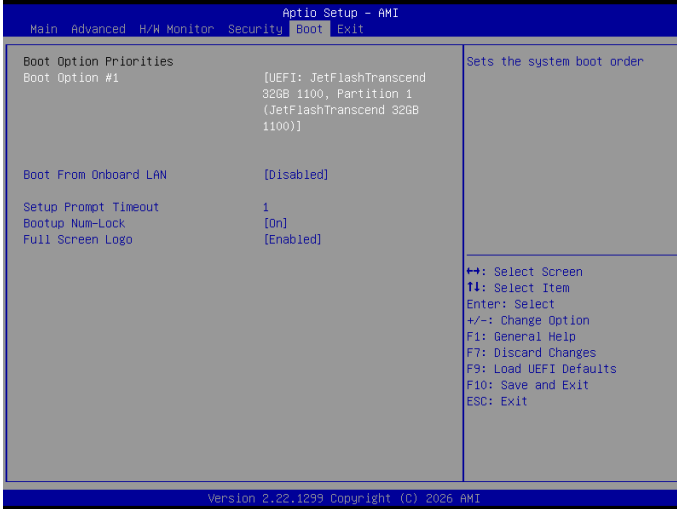 Aptio Setup - AMI
Main Advanced H/W Monitor Security Boot Exit
Boot Option Priorities
Boot Option #1 [UEFI: JetFlashTranscend
32GB 1100, Partition 1
(JetFlashTranscend 32GB
1100)]
Boot From Onboard LAN [Disabled]
Setup Prompt Timeout 1
Bootup Num-Lock [On]
Full Screen Logo [Enabled]
Sets the system boot order
↔: Select Screen
↑↓: Select Item
Enter: Select
+/-: Change Option
F1: General Help
F7: Discard Changes
F9: Load UEFI Defaults
F10: Save and Exit
ESC: Exit
Version 2.22.1299 Copyright (C) 2026 AMI